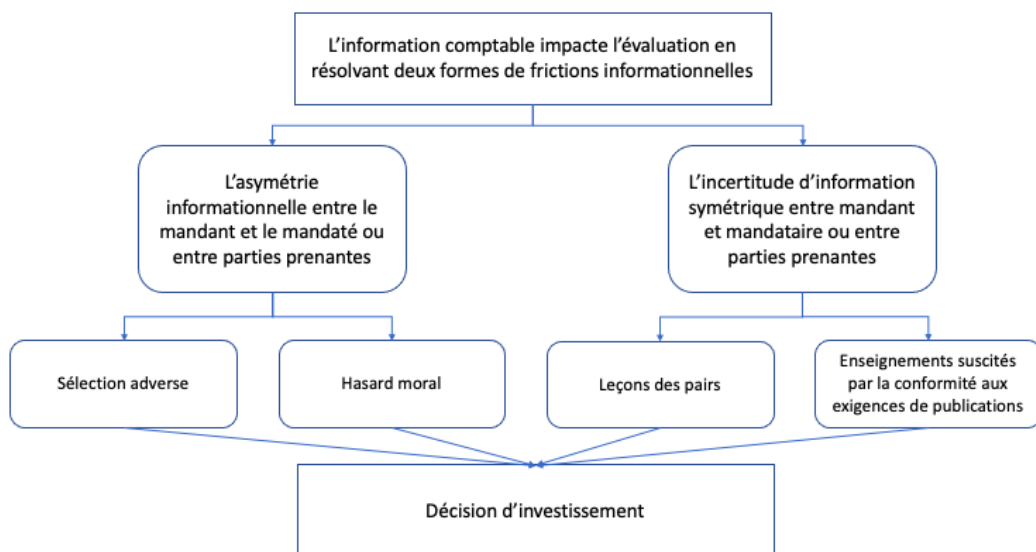 L’information comptable impacte l’évaluation en
résolvant deux formes de frictions informationnelles
L’asymétrie
informationnelle entre le
mandant et le mandaté ou
entre parties prenantes
L’incertitude d’information
symétrique entre mandant
et mandataire ou entre
parties prenantes
Sélection adverse
Hasard moral
Leçons des pairs
Enseignements suscités
par la conformité aux
exigences de publications
Décision d’investissement